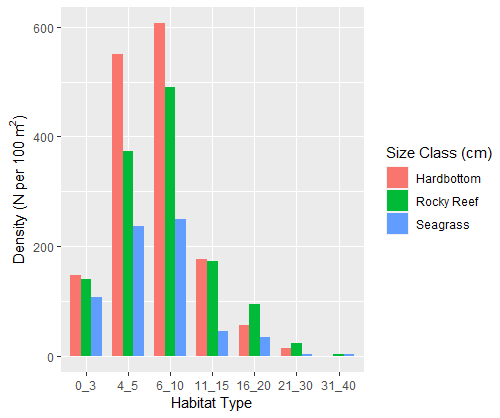 600
400
200
0
Density (N per 100 m²)
0_3 4_5 6_10 11_15 16_20 21_30 31_40
Habitat Type
Size Class (cm)
Hardbottom
Rocky Reef
Seagrass